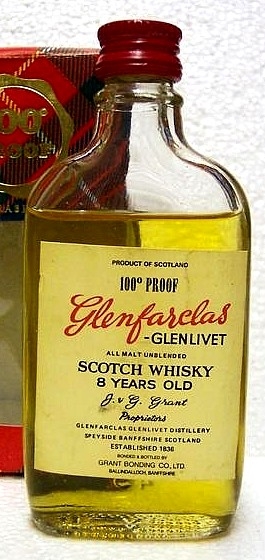 PRODUCT OF SCOTLAND
100° PROOF
Glenfarclas
-GLENLIVET
ALL MALT UNBLENDED
SCOTCH WHISKY
8 YEARS OLD
J. & G. Grant
Proprietors
GLENFARCLAS GLENLIVET DISTILLERY
SPEYSIDE BANFFSHIRE SCOTLAND
ESTABLISHED 1836
BONDED & BOTTLED BY
GRANT BONDING CO., LTD.
BALLINDALLOCH, BANFFSHIRE